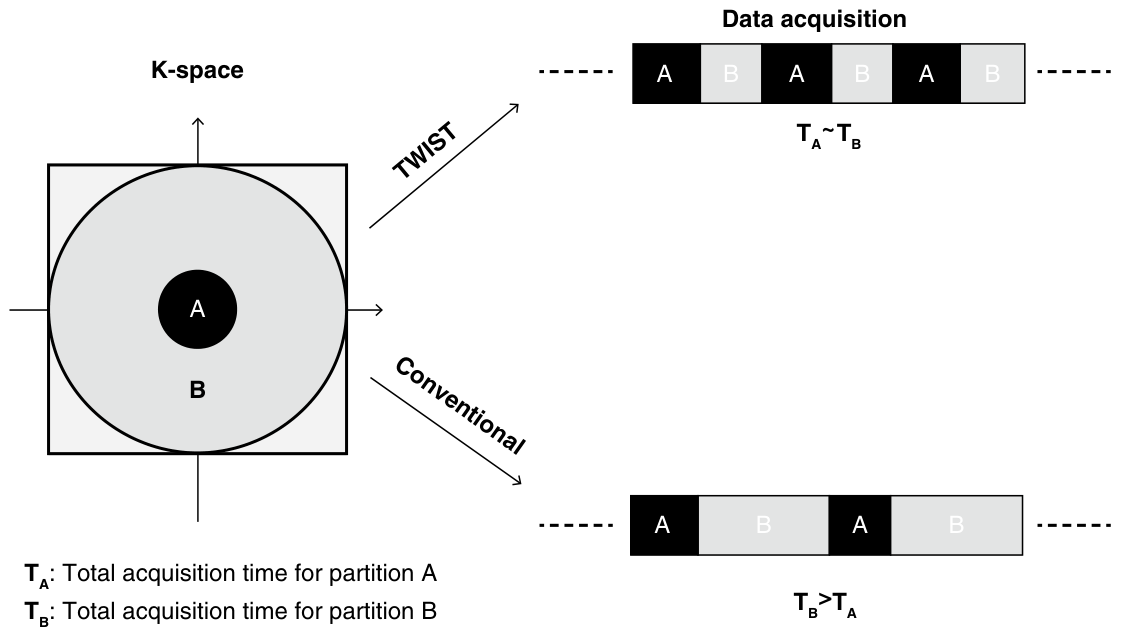 Data acquisition
K-space
A B A B A B
TWIST
T_A~T_B
A
B
Conventional
A B A B
T_A: Total acquisition time for partition A
T_B: Total acquisition time for partition B
T_B>T_A